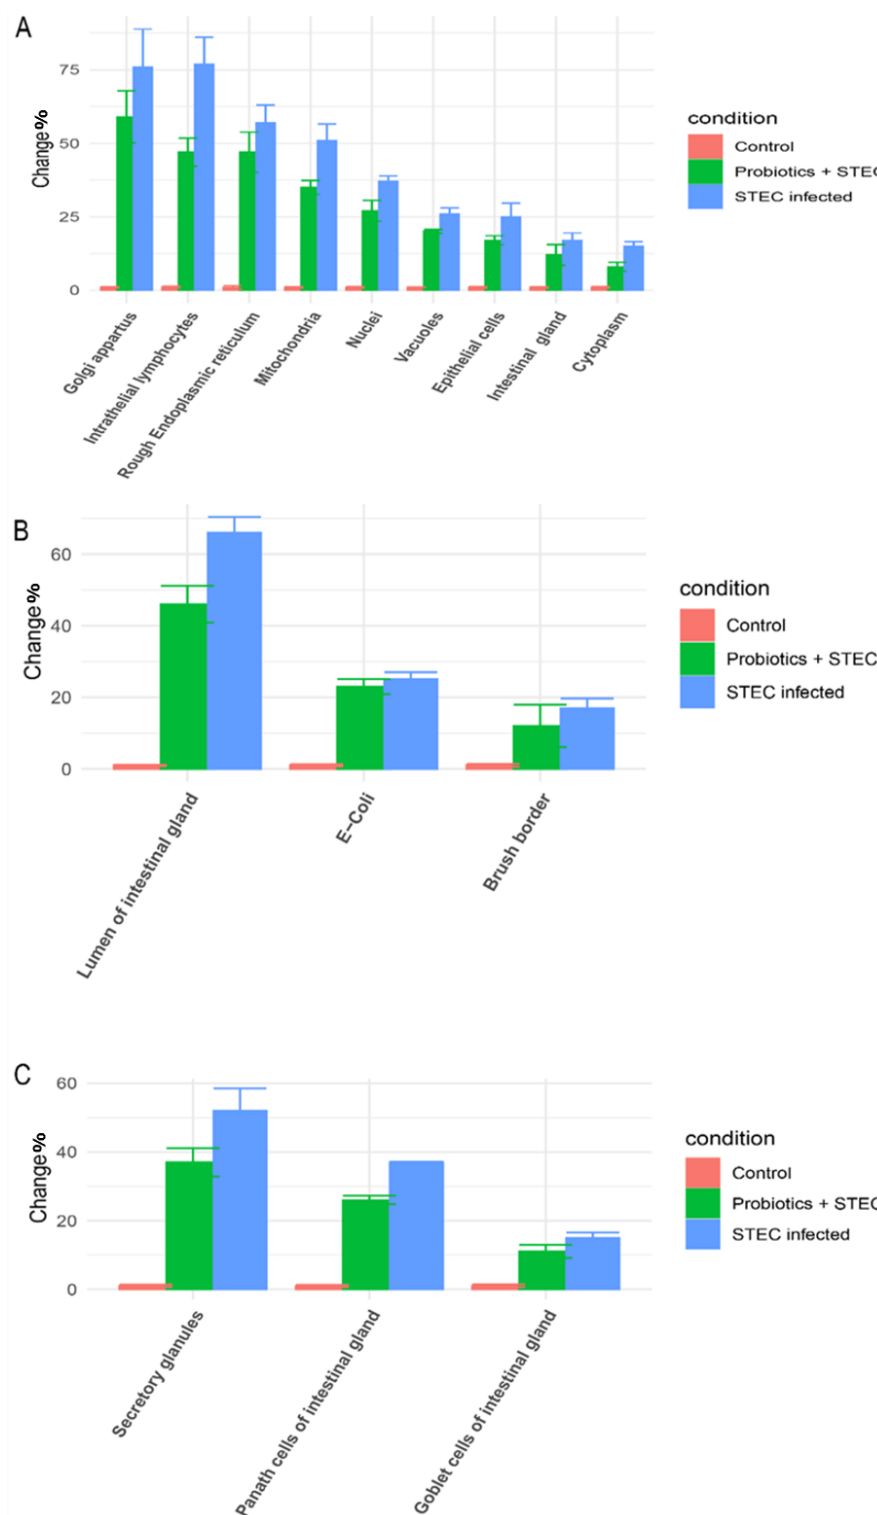 A
Change%
75
50
25
0
Golgi appartus
Intrathelial lymphocytes
Rough Endoplasmic reticulum
Mitochondria
Nuclei
Vacuoles
Epithelial cells
Intestinal gland
Cytoplasm
condition
Control
Probiotics + STEC
STEC infected
B
Change%
60
40
20
0
Lumen of intestinal gland
E-Coli
Brush border
condition
Control
Probiotics + STEC
STEC infected
C
Change%
60
40
20
0
Secretory glanules
Panath cells of intestinal gland
Goblet cells of intestinal gland
condition
Control
Probiotics + STEC
STEC infected